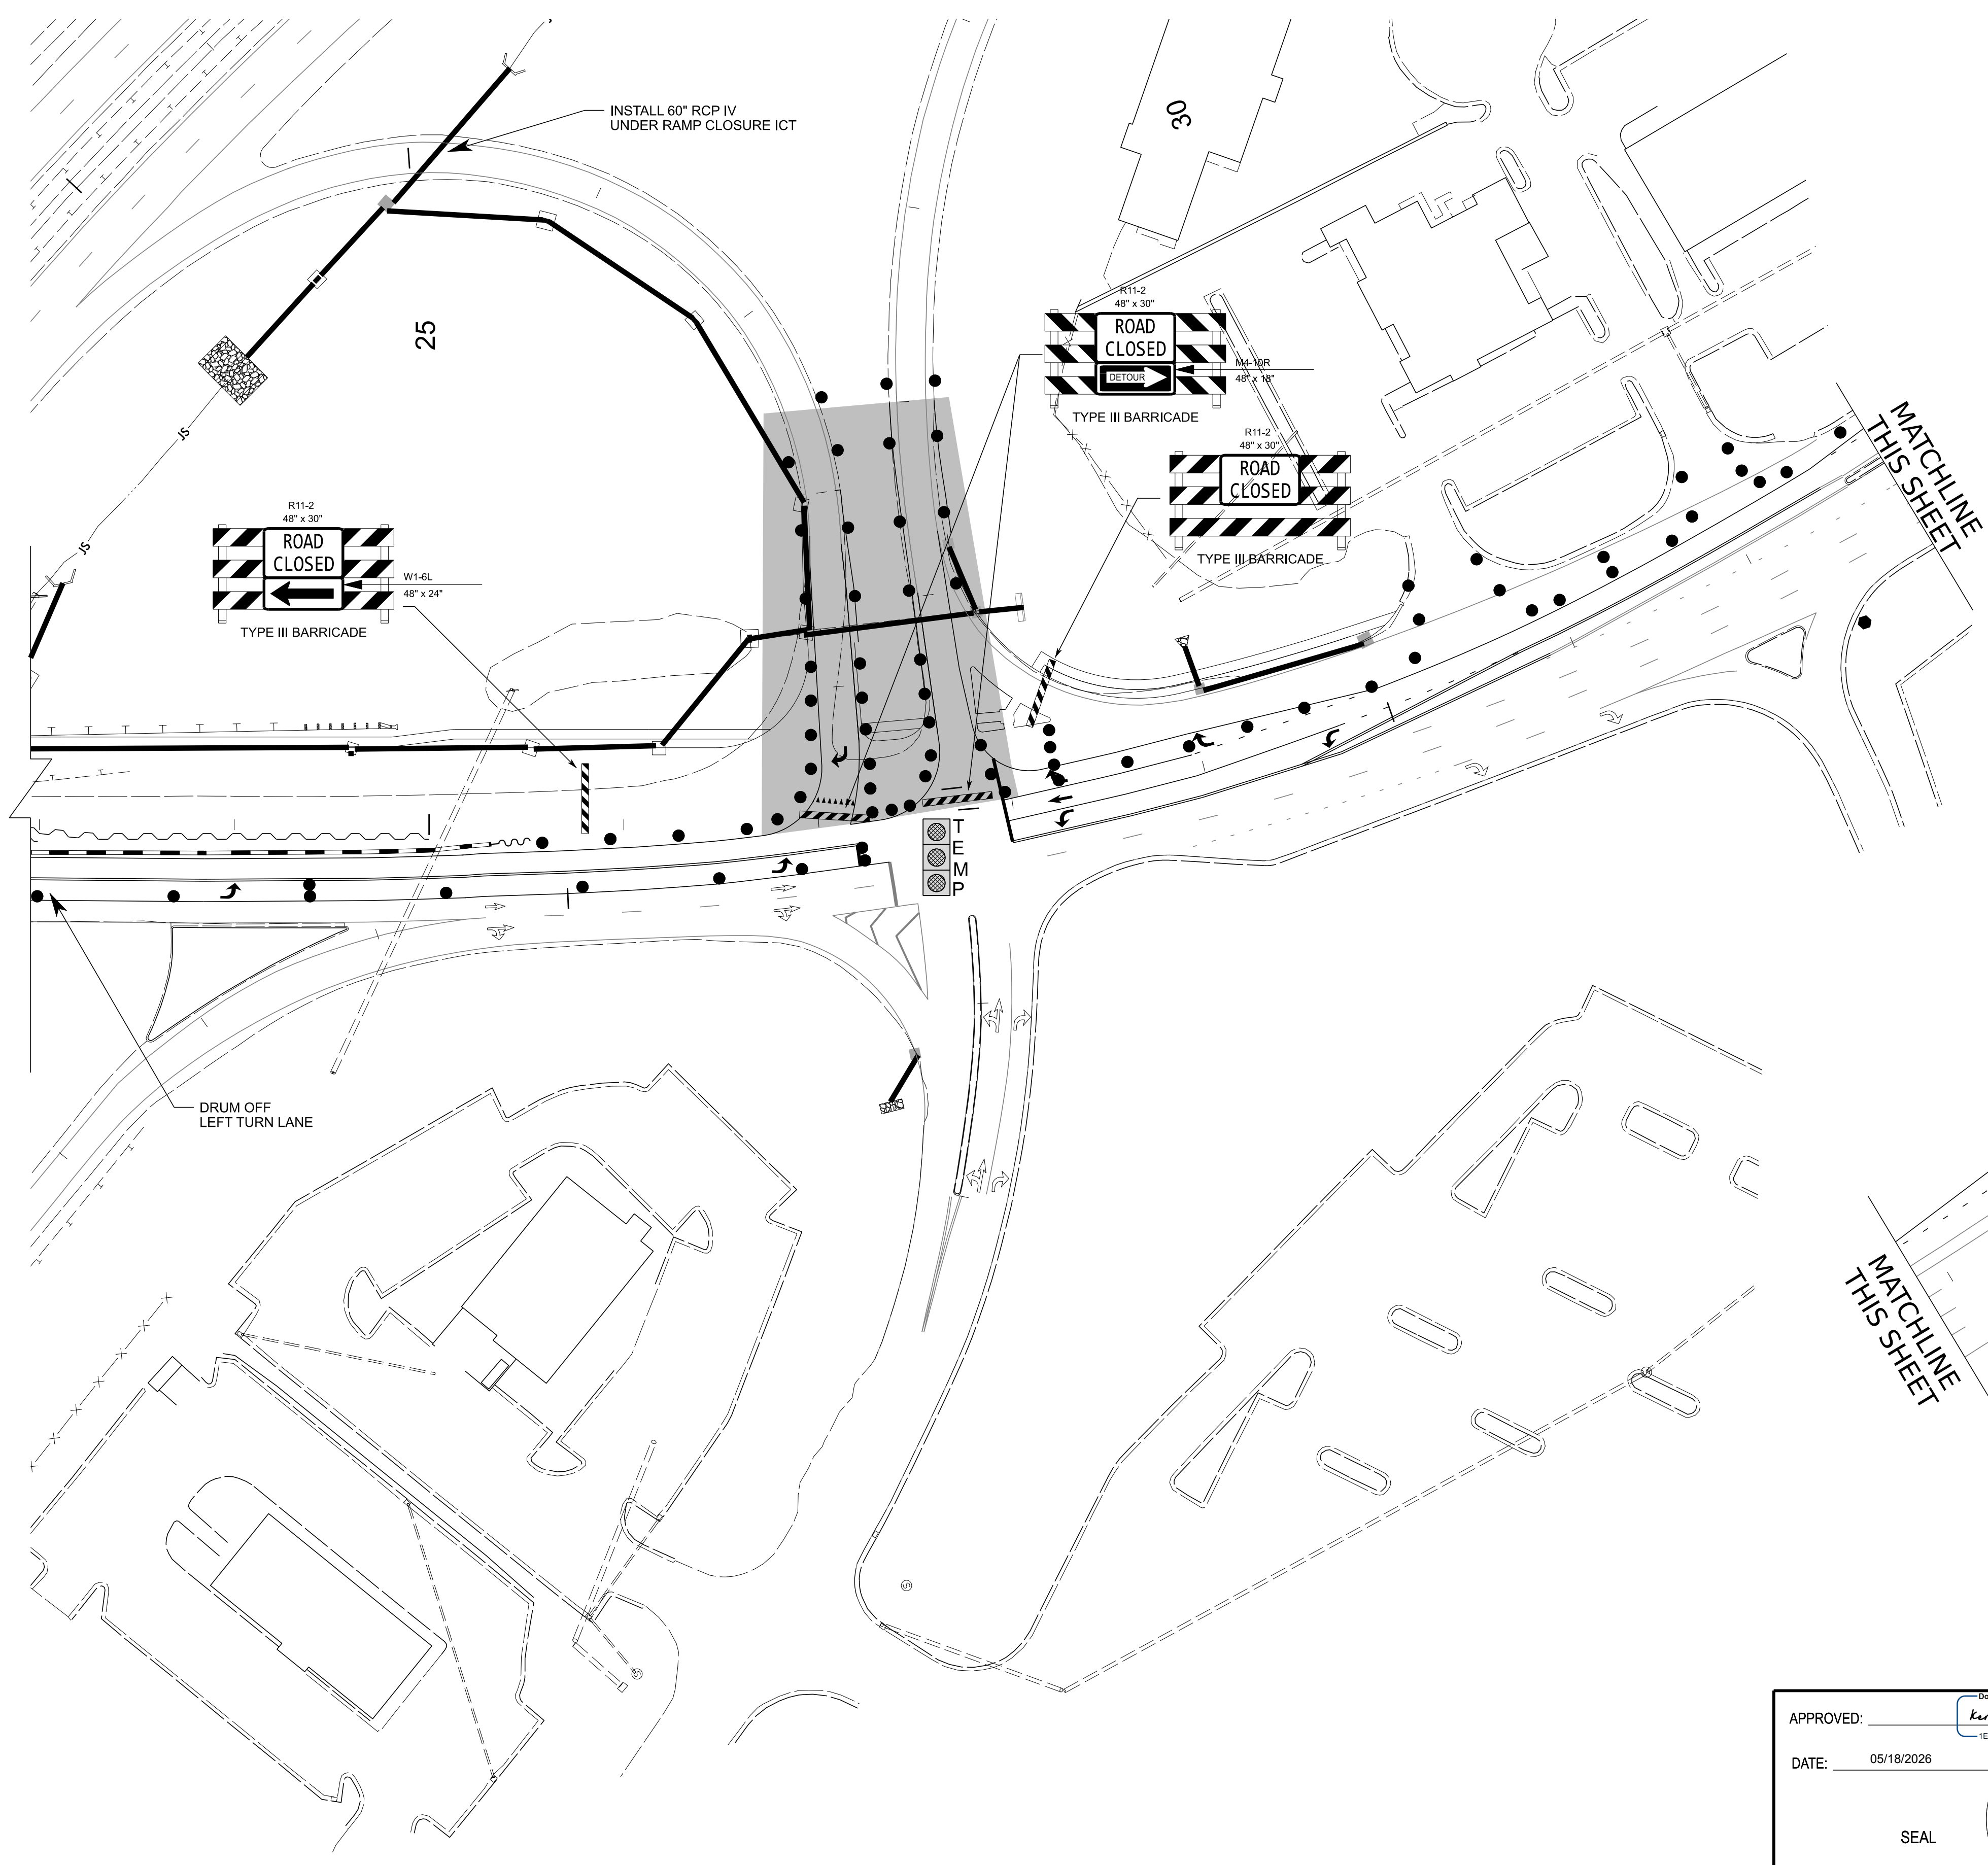 INSTALL 60" RCP IV
UNDER RAMP CLOSURE ICT
30
25
R11-2
48" x 30"
ROAD
CLOSED
DETOUR
M4-10R
48" x 18"
TYPE III BARRICADE
R11-2
48" x 30"
ROAD
CLOSED
TYPE III BARRICADE
R11-2
48" x 30"
ROAD
CLOSED
W1-6L
48" x 24"
TYPE III BARRICADE
JS
JS
MATCHLINE
THIS SHEET
T
E
M
P
DRUM OFF
LEFT TURN LANE
MATCHLINE
THIS SHEET
S
S
APPROVED:
DATE: 05/18/2026
SEAL